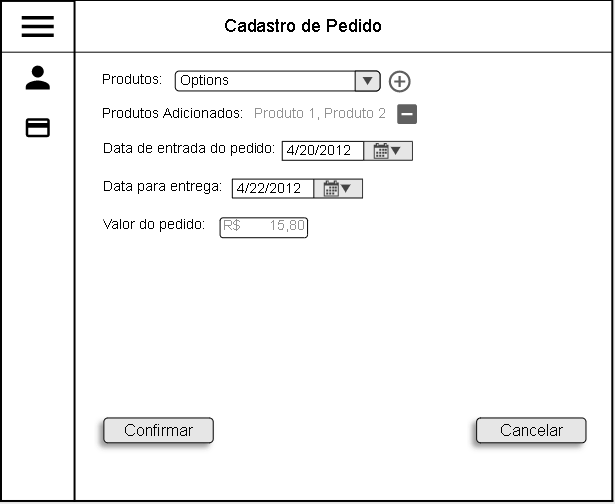 Cadastro de Pedido
Produtos: Options
Produtos Adicionados: Produto 1, Produto 2
Data de entrada do pedido: 4/20/2012
Data para entrega: 4/22/2012
Valor do pedido: R$ 15,80
Confirmar Cancelar